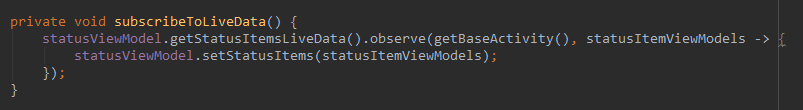 private void subscribeToLiveData() {
    statusViewModel.getStatusItemsLiveData().observe(getBaseActivity(), statusItemViewModels -> {
        statusViewModel.setStatusItems(statusItemViewModels);
    });
}